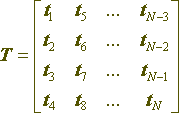 T = [ t1 t5 ... tN−3
t2 t6 ... tN−2
t3 t7 ... tN−1
t4 t8 ... tN ]